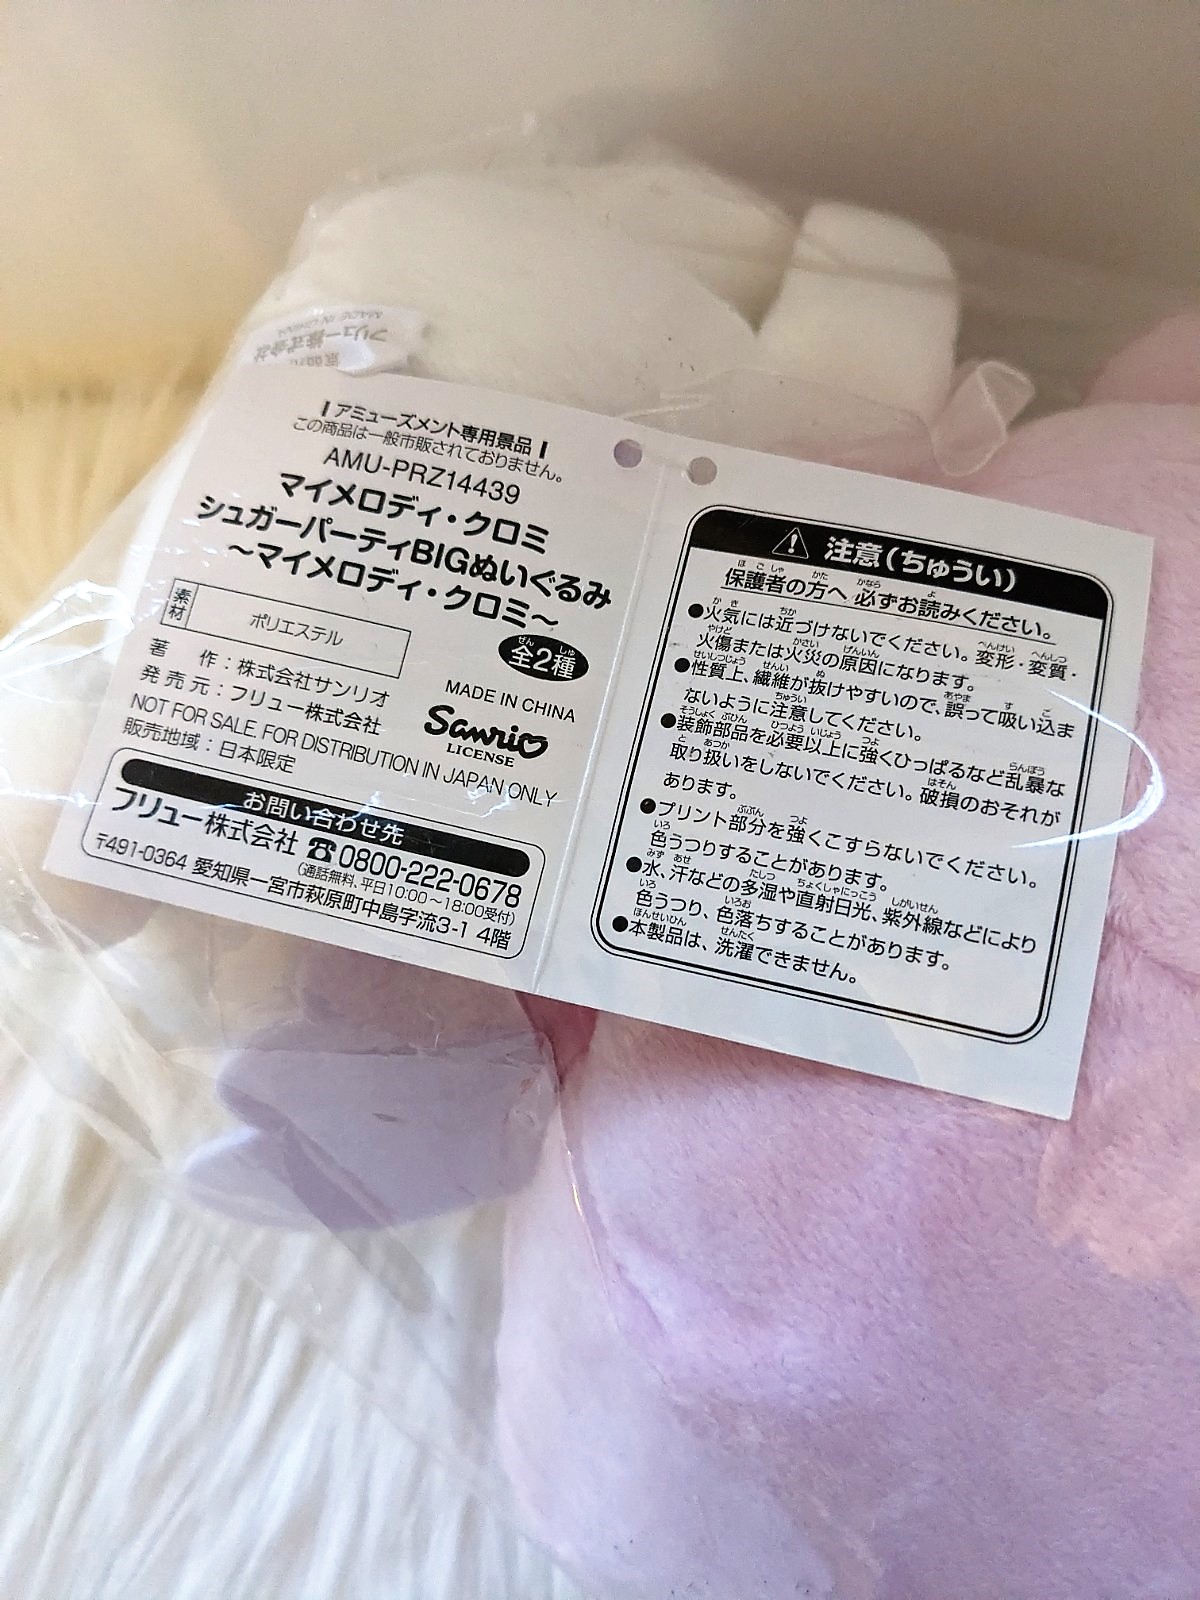 アミューズメント専用景品
この商品は一般市販されておりません。
AMU-PRZ14439
マイメロディ・クロミ
シュガーパーティBIGぬいぐるみ
～マイメロディ・クロミ～
素材 ポリエステル
全2種
著 作：株式会社サンリオ
発売元：フリュー株式会社
MADE IN CHINA
Sanrio
LICENSE
NOT FOR SALE. FOR DISTRIBUTION IN JAPAN ONLY
販売地域：日本限定
お問い合わせ先
フリュー株式会社 ☎0800-222-0678
(通話無料、平日10:00～18:00受付)
〒491-0364 愛知県一宮市萩原町中島字流3-1 4階
注意(ちゅうい)
保護者の方へ 必ずお読みください。
●火気には近づけないでください。変形・変質・
火傷または火災の原因になります。
●性質上、繊維が抜けやすいので、誤って吸い込ま
ないように注意してください。
●装飾部品を必要以上に強くひっぱるなど乱暴な
取り扱いをしないでください。破損のおそれが
あります。
●プリント部分を強くこすらないでください。
色うつりすることがあります。
●水、汗などの多湿や直射日光、紫外線などにより
色うつり、色落ちすることがあります。
●本製品は、洗濯できません。
フリュー株式会社
MADE IN CHINA